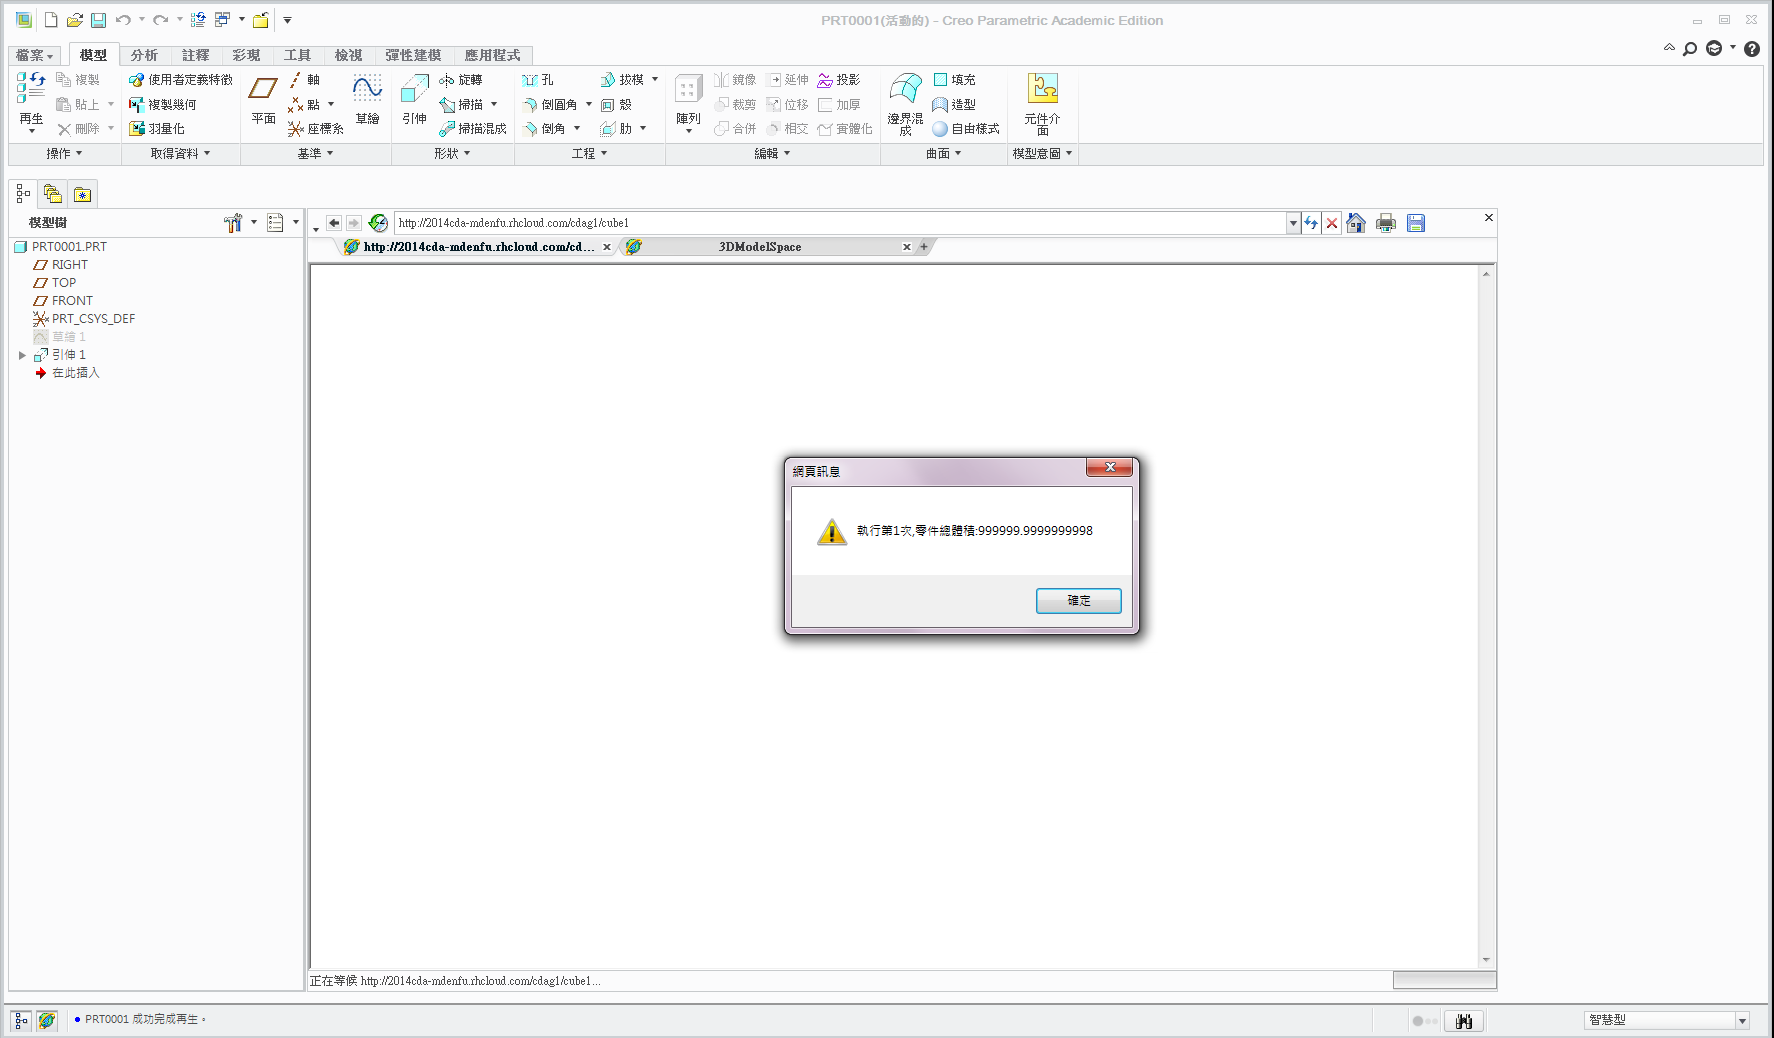 PRT0001(活動的) - Creo Parametric Academic Edition
檔案 模型 分析 註釋 彩現 工具 檢視 彈性建模 應用程式
再生 複製 貼上 刪除
操作
使用者定義特徵
複製幾何
羽量化
取得資料
平面 軸 點 座標系 草繪
基準
引伸 旋轉 掃描 掃描混成
形狀
孔 倒圓角 倒角 拔模 殼 肋
工程
陣列 鏡像 延伸 投影
裁剪 位移 加厚
合併 相交 實體化
編輯
邊界混成 填充 造型 自由樣式
曲面
元件介面
模型意圖
模型樹
PRT0001.PRT
RIGHT
TOP
FRONT
PRT_CSYS_DEF
草繪 1
引伸 1
在此插入
http://2014cda-mdenfu.rhcloud.com/cdag1/cube1
http://2014cda-mdenfu.rhcloud.com/cd... 3DModelSpace
網頁訊息
執行第1次,零件總體積:999999.9999999998
確定
正在等候 http://2014cda-mdenfu.rhcloud.com/cdag1/cube1...
PRT0001 成功完成再生。
智慧型